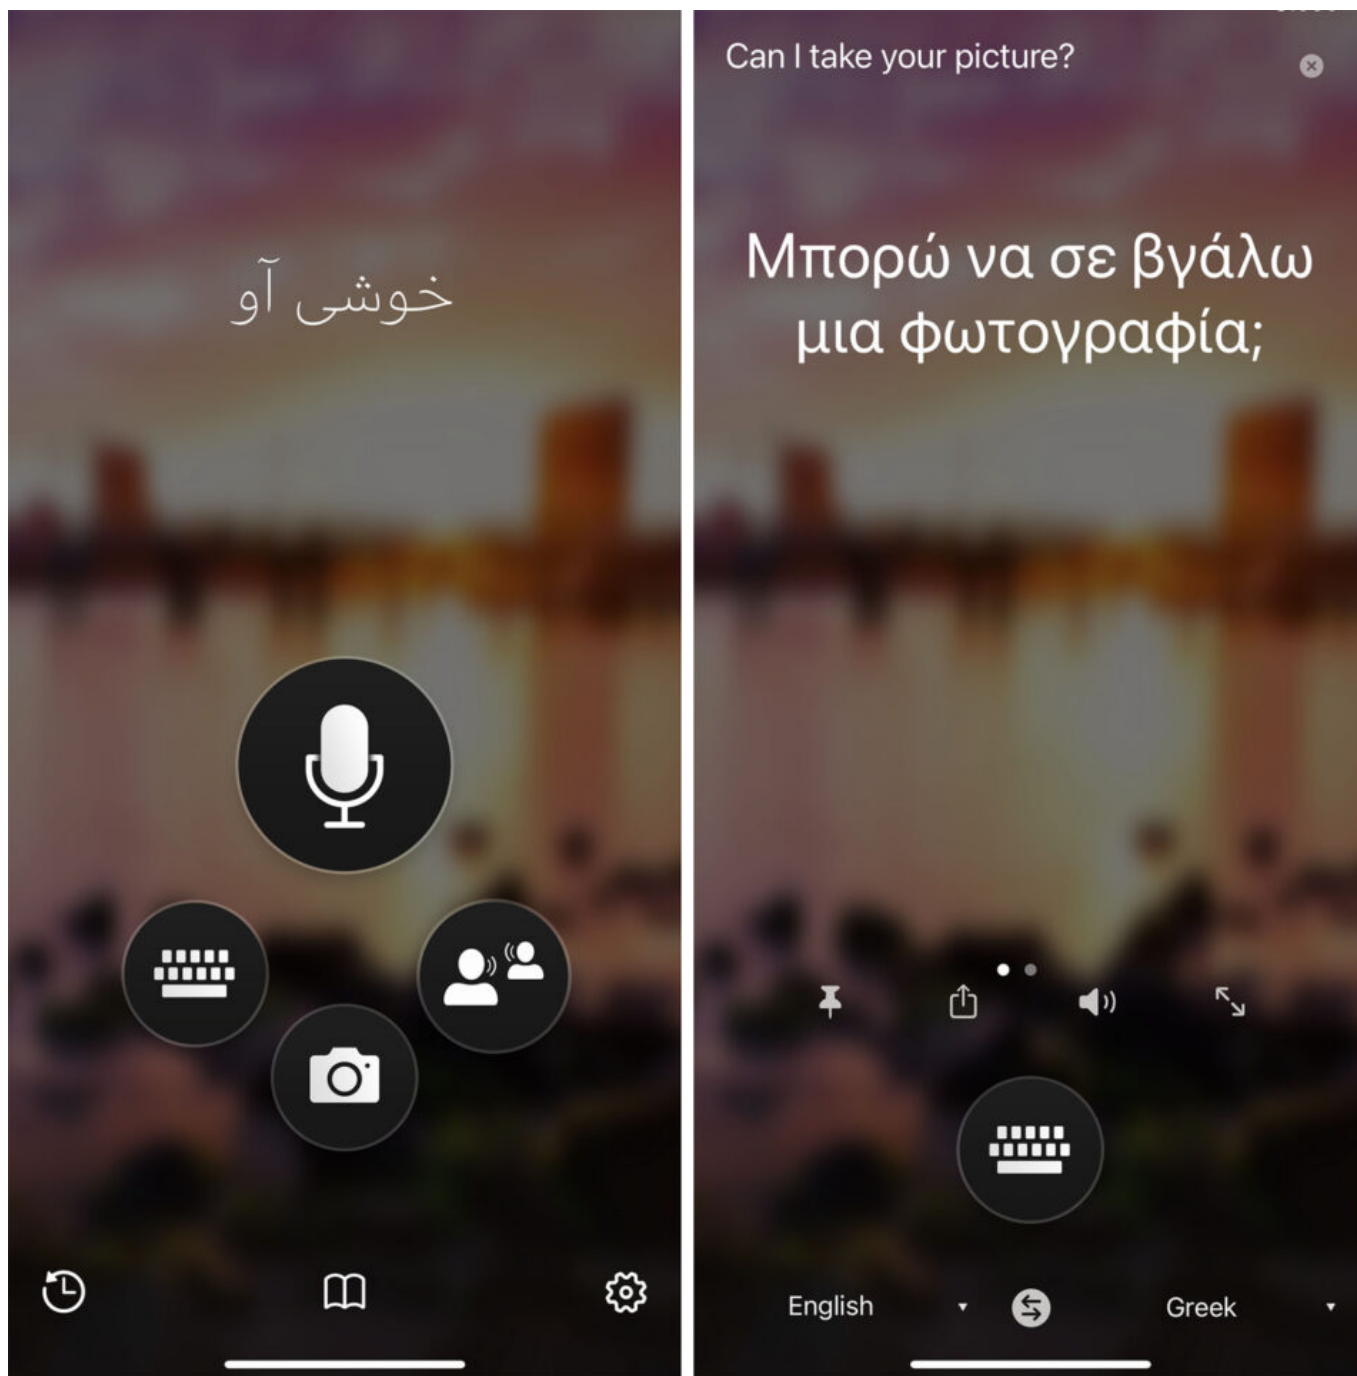 خوشی آو
Can I take your picture?
Μπορώ να σε βγάλω
μια φωτογραφία;
English
Greek